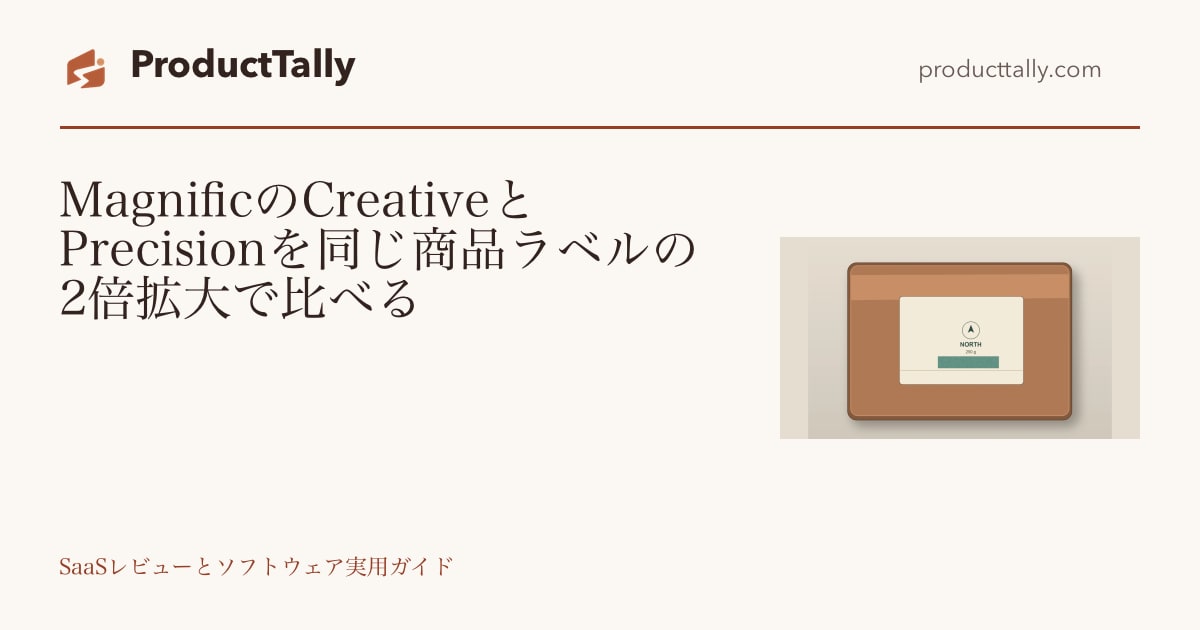 ProductTally
producttally.com
MagnificのCreativeと
Precisionを同じ商品ラベルの
2倍拡大で比べる
NORTH
250 g
SaaSレビューとソフトウェア実用ガイド